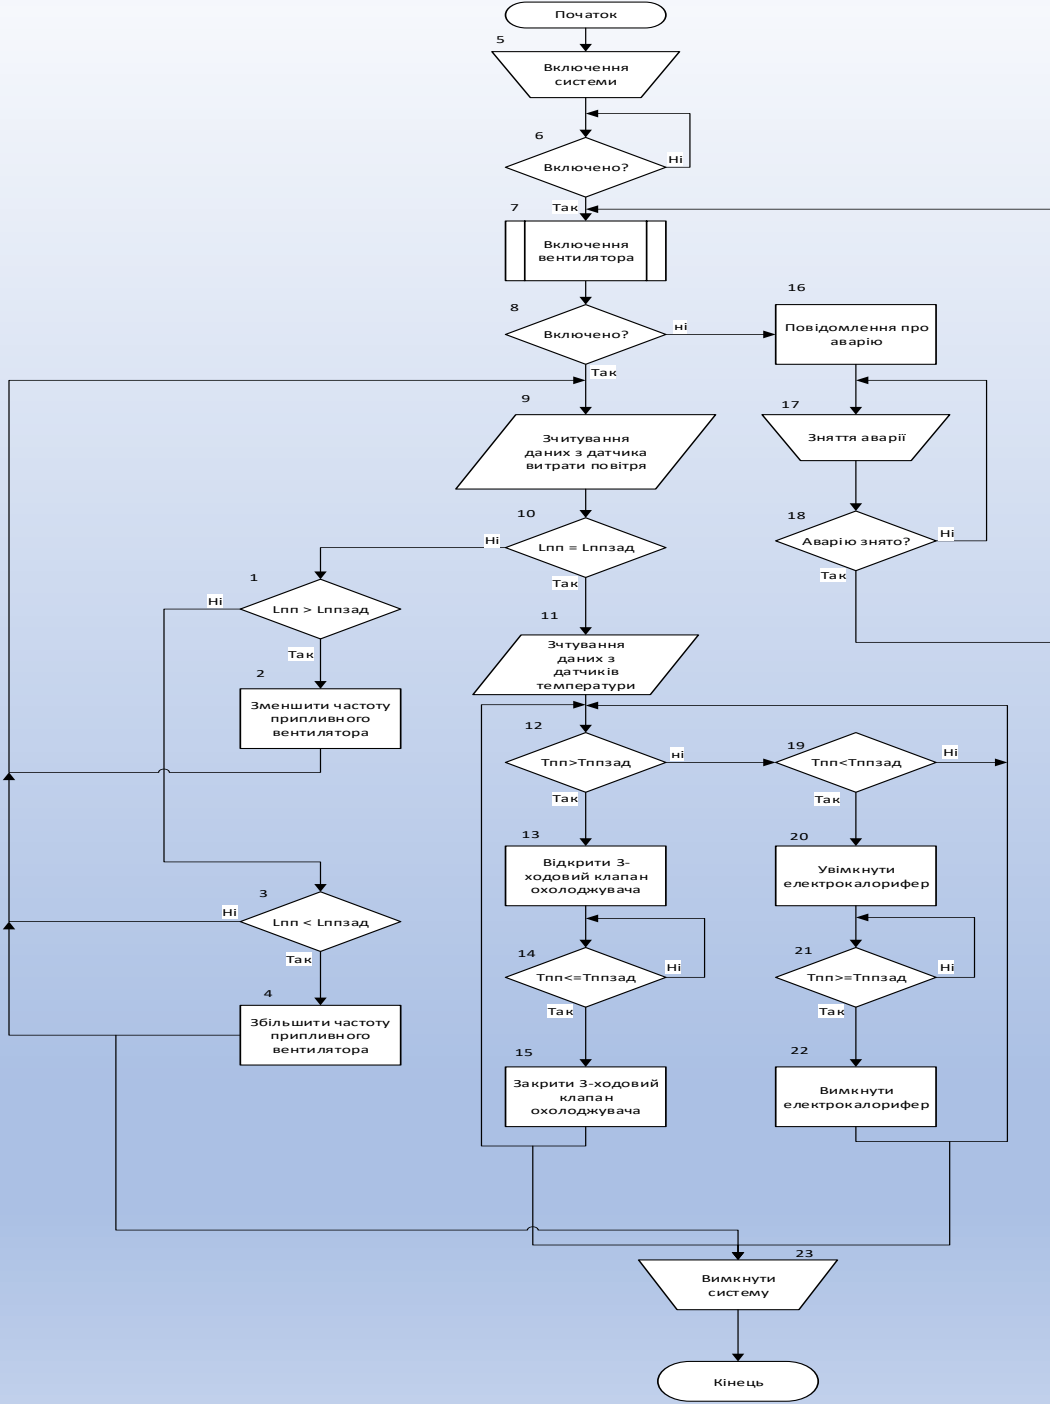 Початок
5
Включення
системи
6
Включено?
Ні
Так
7
Включення
вентилятора
8
Включено?
ні
Так
16
Повідомлення про
аварію
17
Зняття аварії
18
Аварію знято?
Ні
Так
9
Зчитування
даних з датчика
витрати повітря
10
Lпп = Lппзад
Ні
Так
1
Lпп > Lппзад
Ні
Так
2
Зменшити частоту
припливного
вентилятора
3
Lпп < Lппзад
Ні
Так
4
Збільшити частоту
припливного
вентилятора
11
Зчтування
даних з
датчиків
температури
12
Тпп>Тппзад
ні
Так
13
Відкрити 3-
ходовий клапан
охолоджувача
14
Тпп<=Тппзад
Ні
Так
15
Закрити 3-ходовий
клапан
охолоджувача
19
Тпп<Тппзад
Ні
Так
20
Увімкнути
електрокалорифер
21
Тпп>=Тппзад
Ні
Так
22
Вимкнути
електрокалорифер
23
Вимкнути
систему
Кінець